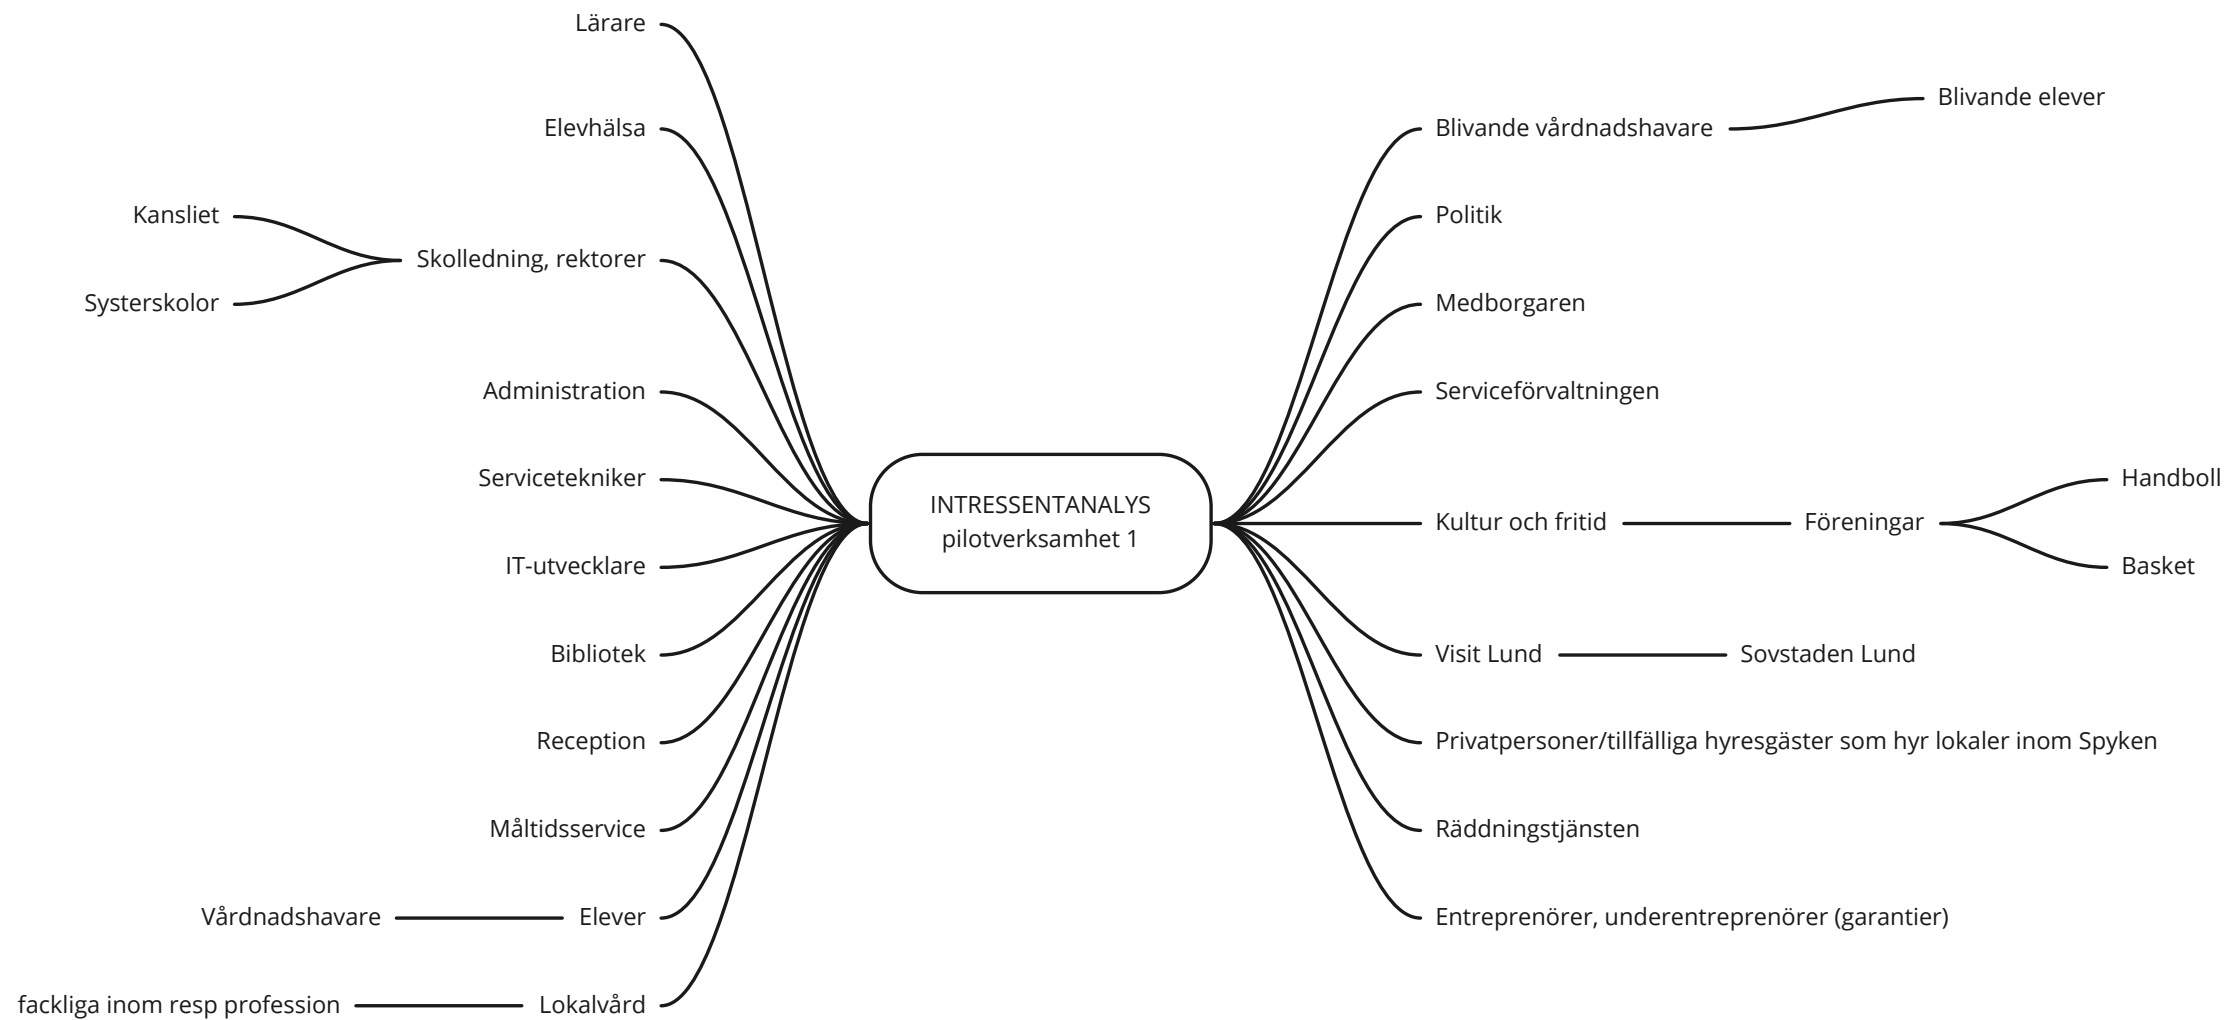 Lärare
Elevhälsa
Kansliet
Skolledning, rektorer
Systerskolor
Administration
Servicetekniker
IT-utvecklare
Bibliotek
Reception
Måltidsservice
Vårdnadshavare
Elever
fackliga inom resp profession
Lokalvård
INTRESSENTANALYS
pilotverksamhet 1
Blivande vårdnadshavare
Blivande elever
Politik
Medborgaren
Serviceförvaltningen
Kultur och fritid
Föreningar
Handboll
Basket
Visit Lund
Sovstaden Lund
Privatpersoner/tillfälliga hyresgäster som hyr lokaler inom Spyken
Räddningstjänsten
Entreprenörer, underentreprenörer (garantier)